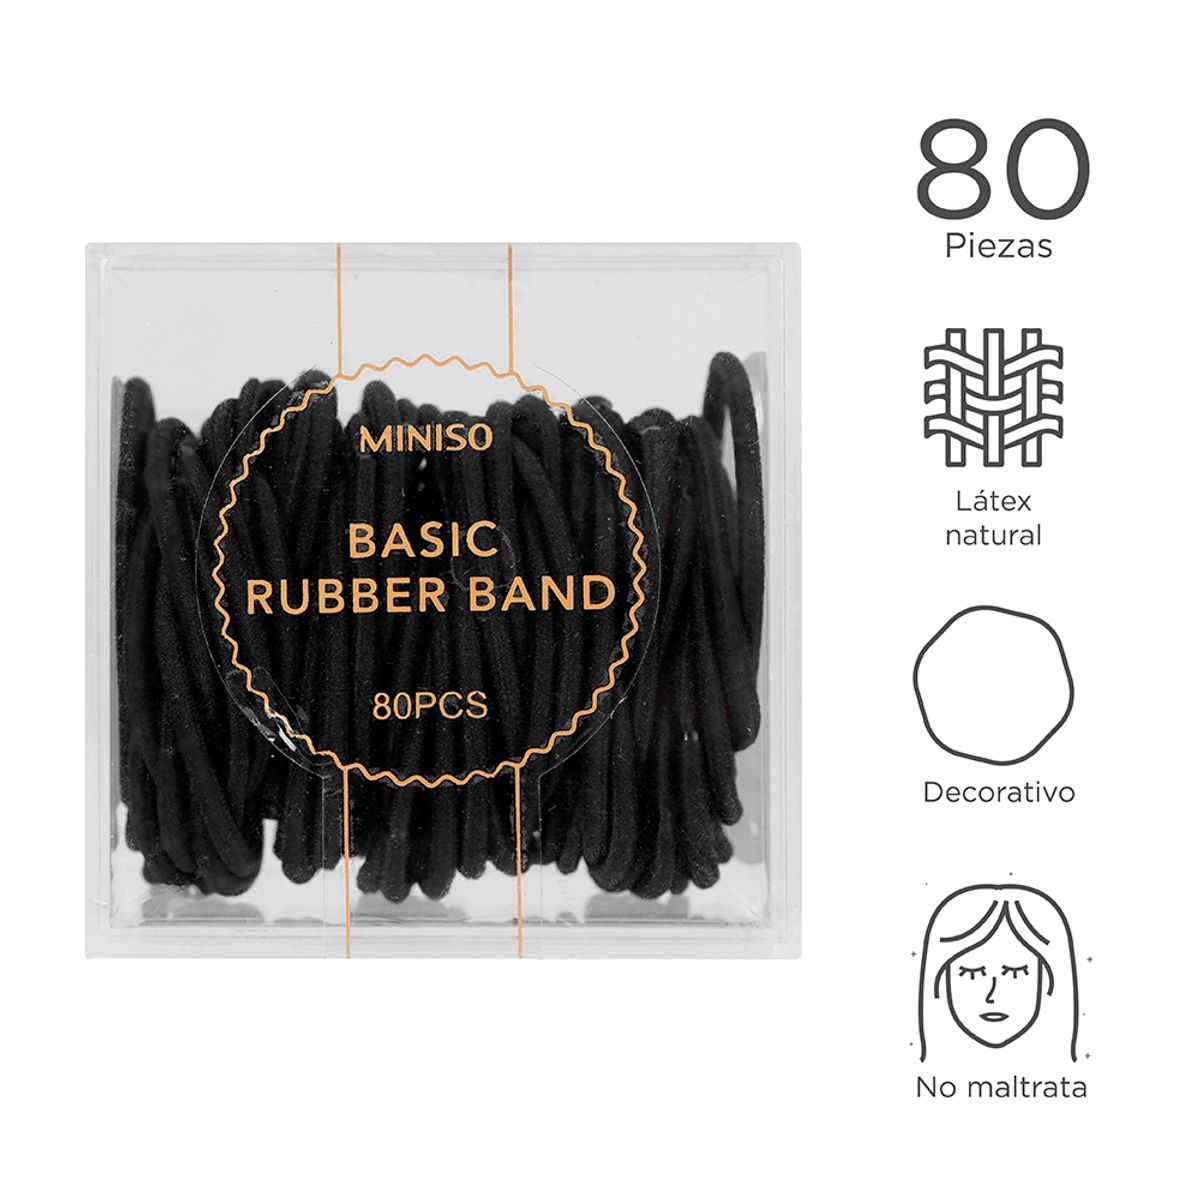 MINISO
BASIC
RUBBER BAND
80PCS
80
Piezas
Látex
natural
Decorativo
No maltrata